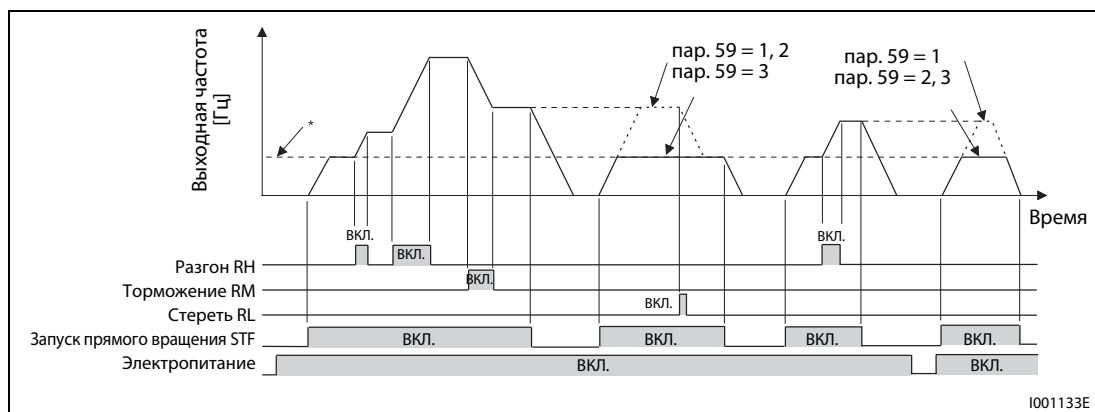 Выходная частота
[Гц]
*
пар. 59 = 1, 2
пар. 59 = 3
пар. 59 = 1
пар. 59 = 2, 3
Время
ВКЛ.
ВКЛ.
ВКЛ.
Разгон RH
ВКЛ.
Торможение RM
ВКЛ.
Стереть RL
Запуск прямого вращения STF
ВКЛ.
ВКЛ.
ВКЛ.
ВКЛ.
Электропитание
ВКЛ.
ВКЛ.
I001133E